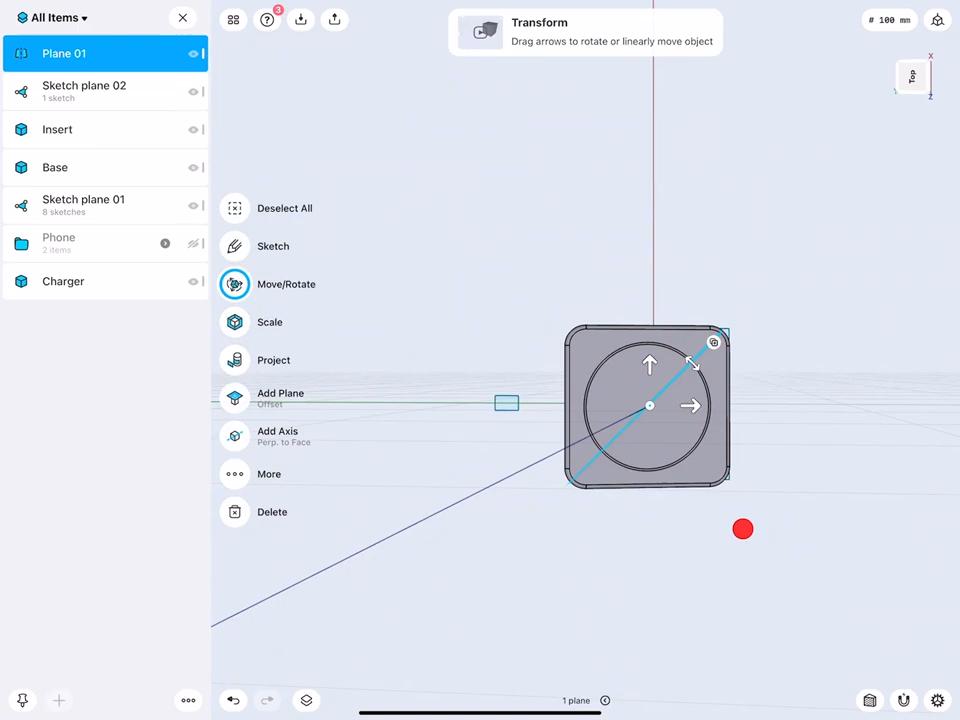 All Items
3
Transform
Drag arrows to rotate or linearly move object
# 100 mm
X
Top
Y
Z
Plane 01
Sketch plane 02
1 sketch
Insert
Base
Sketch plane 01
8 sketches
Phone
2 items
Charger
Deselect All
Sketch
Move/Rotate
Scale
Project
Add Plane
Offset
Add Axis
Perp. to Face
More
Delete
1 plane